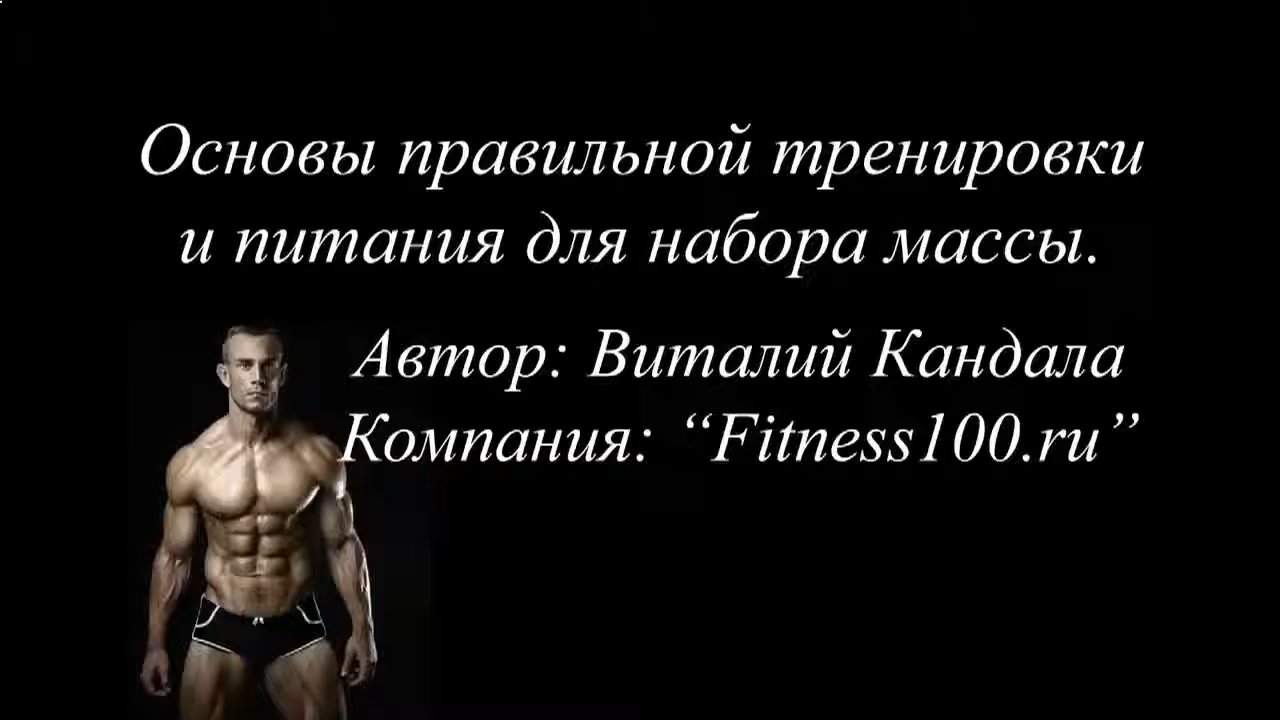 Основы правильной тренировки
и питания для набора массы.
Автор: Виталий Кандала
Компания: “Fitness100.ru”